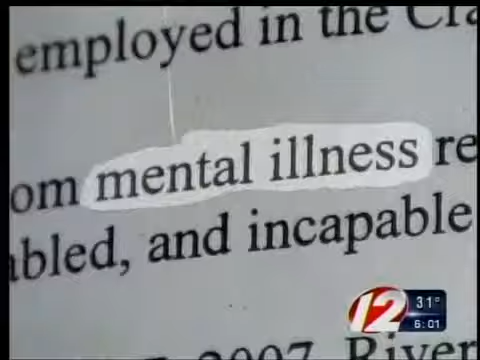 employed in the
om mental illness re
bled, and incapable
2007, River
12 31°
6:01